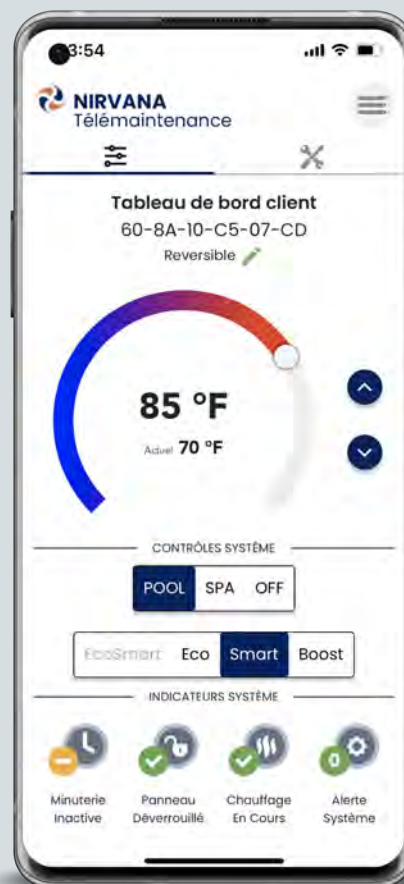 3:54
NIRVANA
Télémaintenance
Tableau de bord client
60-8A-10-C5-07-CD
Reversible
85 °F
Actuel 70 °F
CONTRÔLES SYSTÈME
POOL SPA OFF
EcoSmart Eco Smart Boost
INDICATEURS SYSTÈME
0
Minuterie Panneau Chauffage Alerte
Inactive Déverrouillé En Cours Système